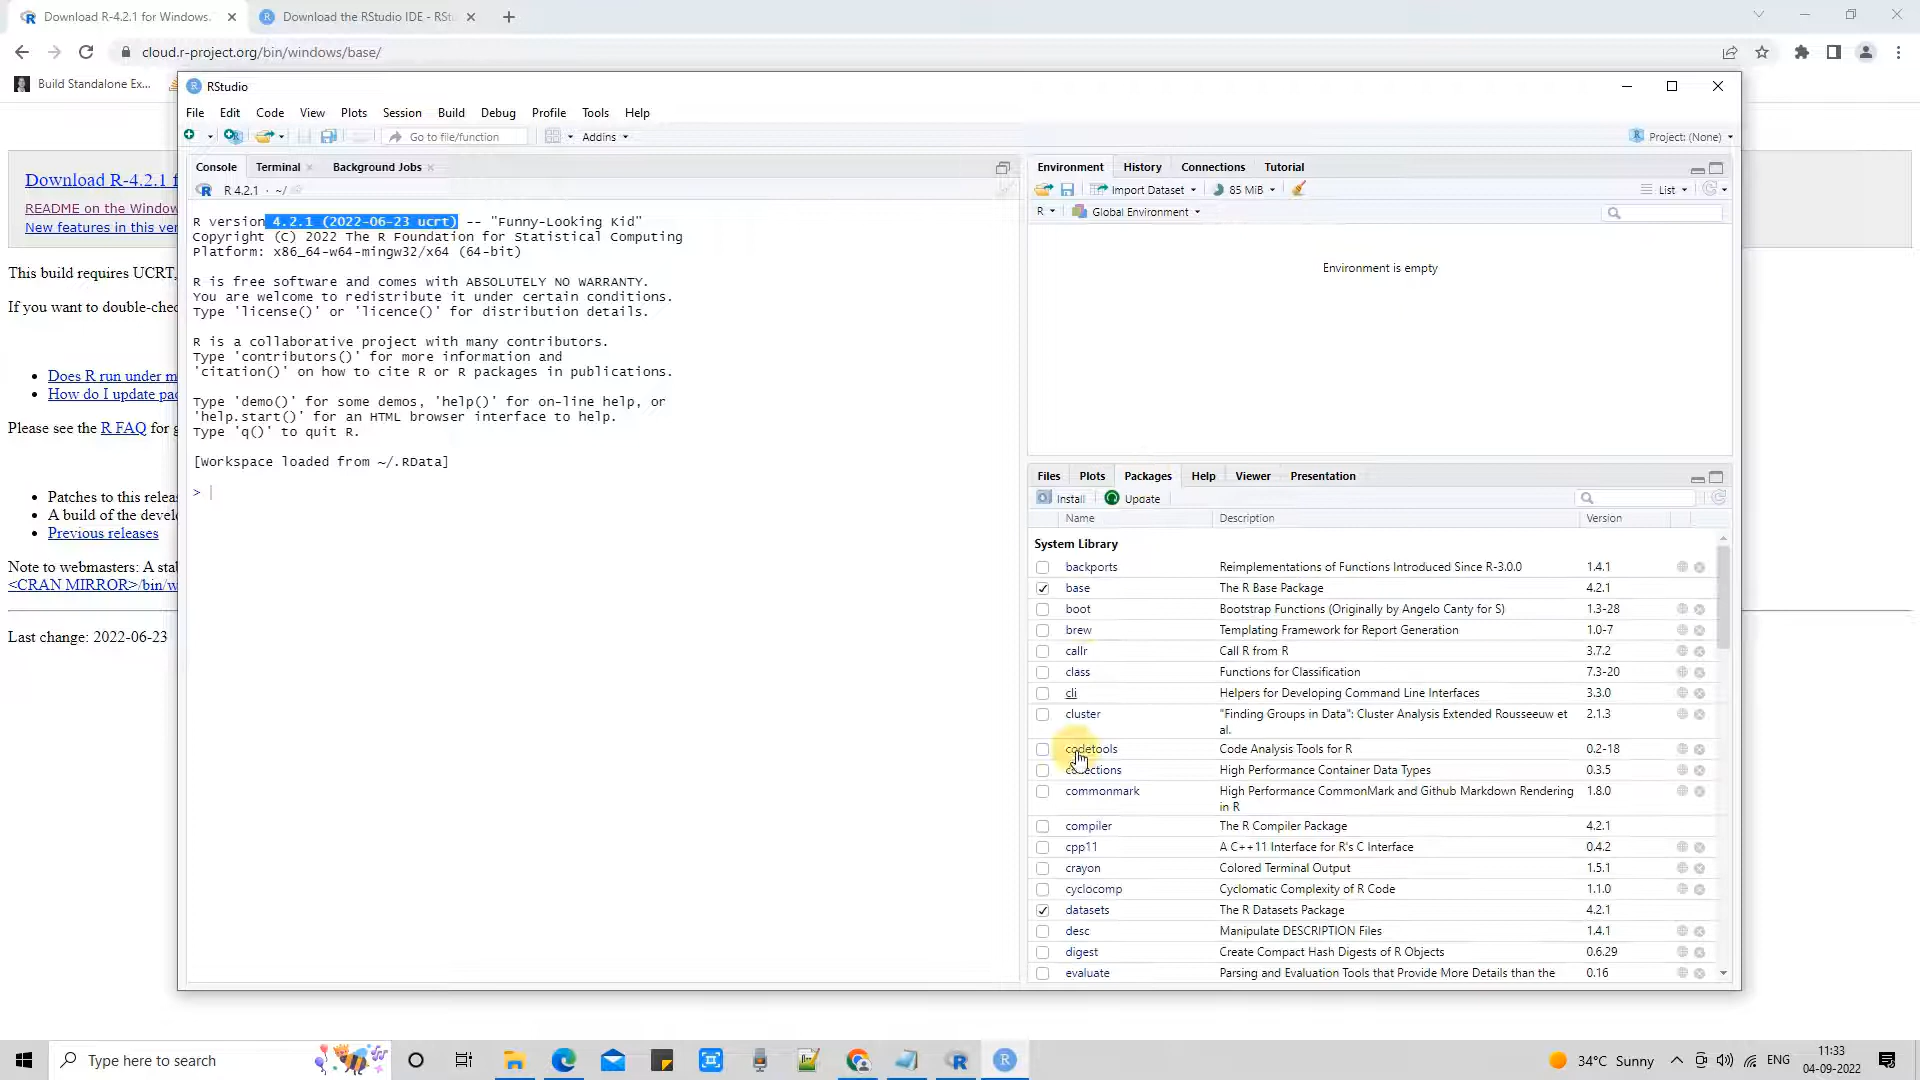 Download R-4.2.1 for Windows.
Download the RStudio IDE - RSt
cloud.r-project.org/bin/windows/base/
Build Standalone Ex...
RStudio
File Edit Code View Plots Session Build Debug Profile Tools Help
Go to file/function
Addins
Project: (None)
Console Terminal Background Jobs
R 4.2.1 · ~/
R version 4.2.1 (2022-06-23 ucrt) -- "Funny-Looking Kid"
Copyright (C) 2022 The R Foundation for Statistical Computing
Platform: x86_64-w64-mingw32/x64 (64-bit)
R is free software and comes with ABSOLUTELY NO WARRANTY.
You are welcome to redistribute it under certain conditions.
Type 'license()' or 'licence()' for distribution details.
R is a collaborative project with many contributors.
Type 'contributors()' for more information and
'citation()' on how to cite R or R packages in publications.
Type 'demo()' for some demos, 'help()' for on-line help, or
'help.start()' for an HTML browser interface to help.
Type 'q()' to quit R.
[Workspace loaded from ~/.RData]
>
Environment History Connections Tutorial
Import Dataset 85 MiB List
R Global Environment
Environment is empty
Files Plots Packages Help Viewer Presentation
Install Update
Name Description Version
System Library
backports Reimplementations of Functions Introduced Since R-3.0.0 1.4.1
base The R Base Package 4.2.1
boot Bootstrap Functions (Originally by Angelo Canty for S) 1.3-28
brew Templating Framework for Report Generation 1.0-7
callr Call R from R 3.7.2
class Functions for Classification 7.3-20
cli Helpers for Developing Command Line Interfaces 3.3.0
cluster "Finding Groups in Data": Cluster Analysis Extended Rousseeuw et 2.1.3
al.
codetools Code Analysis Tools for R 0.2-18
collections High Performance Container Data Types 0.3.5
commonmark High Performance CommonMark and Github Markdown Rendering 1.8.0
in R
compiler The R Compiler Package 4.2.1
cpp11 A C++11 Interface for R's C Interface 0.4.2
crayon Colored Terminal Output 1.5.1
cyclocomp Cyclomatic Complexity of R Code 1.1.0
datasets The R Datasets Package 4.2.1
desc Manipulate DESCRIPTION Files 1.4.1
digest Create Compact Hash Digests of R Objects 0.6.29
evaluate Parsing and Evaluation Tools that Provide More Details than the 0.16
Download R-4.2.1 f
README on the Window
New features in this ver
This build requires UCRT,
If you want to double-chec
Does R run under m
How do I update pac
Please see the R FAQ for g
Patches to this relea
A build of the devel
Previous releases
Note to webmasters: A stab
<CRAN MIRROR>/bin/w
Last change: 2022-06-23
Type here to search
34°C Sunny
ENG
11:33
04-09-2022